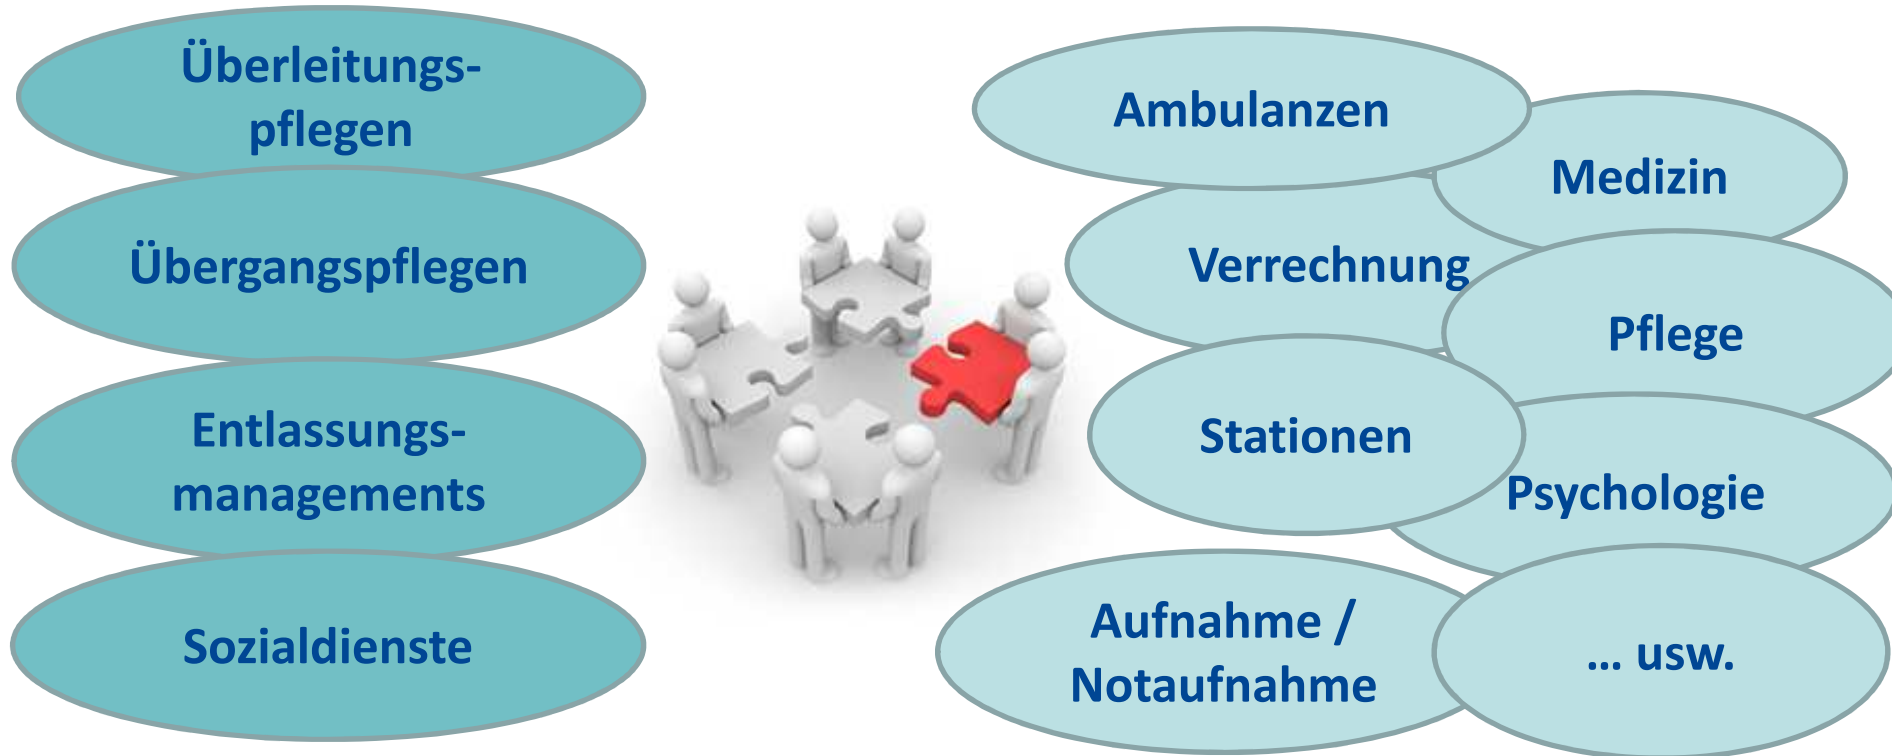 Überleitungs-
pflegen
Übergangspflegen
Entlassungs-
managements
Sozialdienste
Ambulanzen
Medizin
Verrechnung
Pflege
Stationen
Psychologie
Aufnahme /
Notaufnahme
... usw.